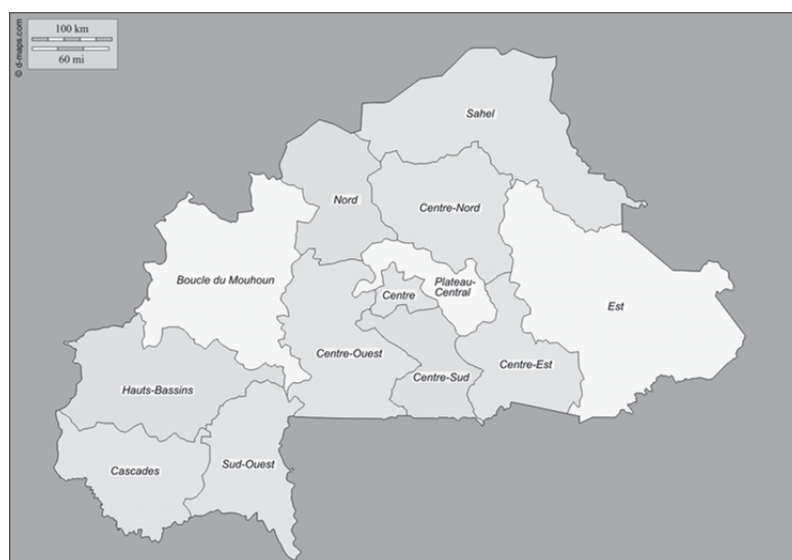 © d-maps.com
100 km
60 mi
Sahel
Nord
Centre-Nord
Boucle du Mouhoun
Plateau-
Central
Centre
Est
Centre-Ouest
Centre-Est
Centre-Sud
Hauts-Bassins
Sud-Ouest
Cascades